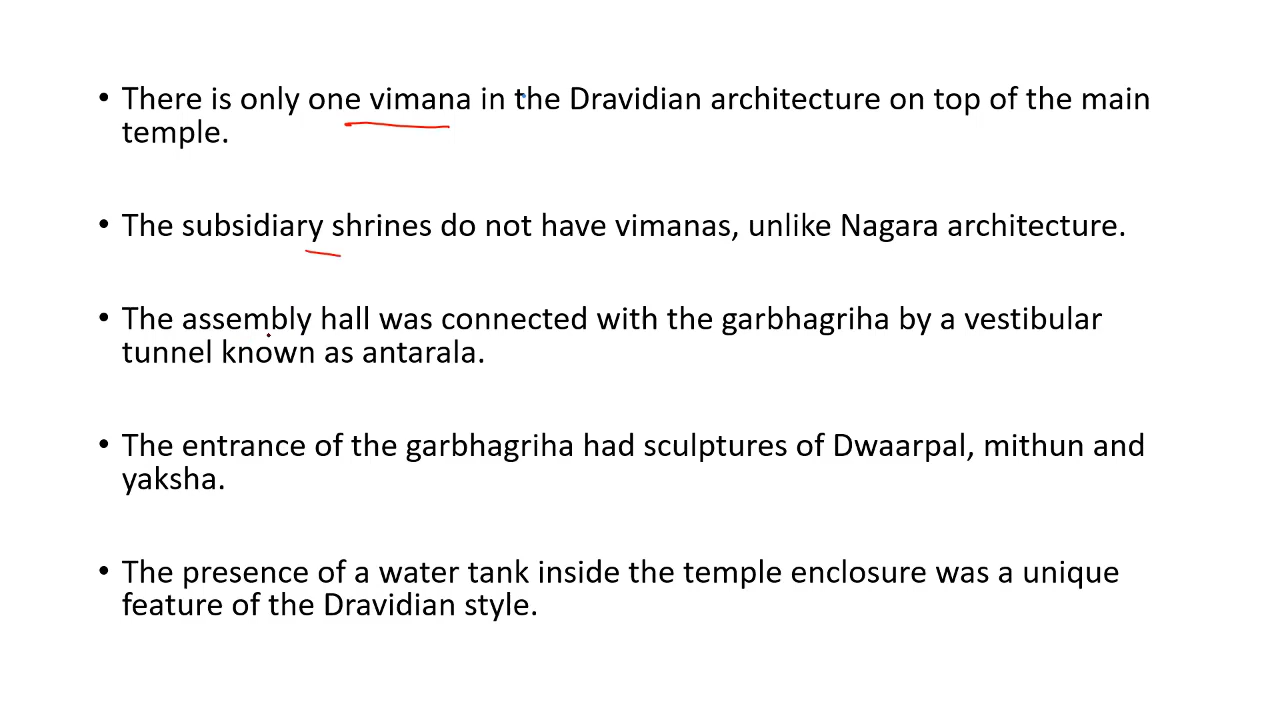 • There is only one vimana in the Dravidian architecture on top of the main
temple.
• The subsidiary shrines do not have vimanas, unlike Nagara architecture.
• The assembly hall was connected with the garbhagriha by a vestibular
tunnel known as antarala.
• The entrance of the garbhagriha had sculptures of Dwaarpal, mithun and
yaksha.
• The presence of a water tank inside the temple enclosure was a unique
feature of the Dravidian style.